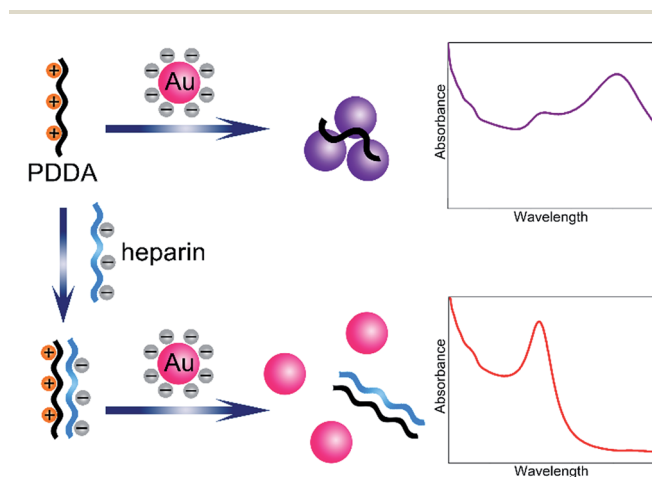 Au
PDDA
Absorbance
Wavelength
heparin
Au
Absorbance
Wavelength